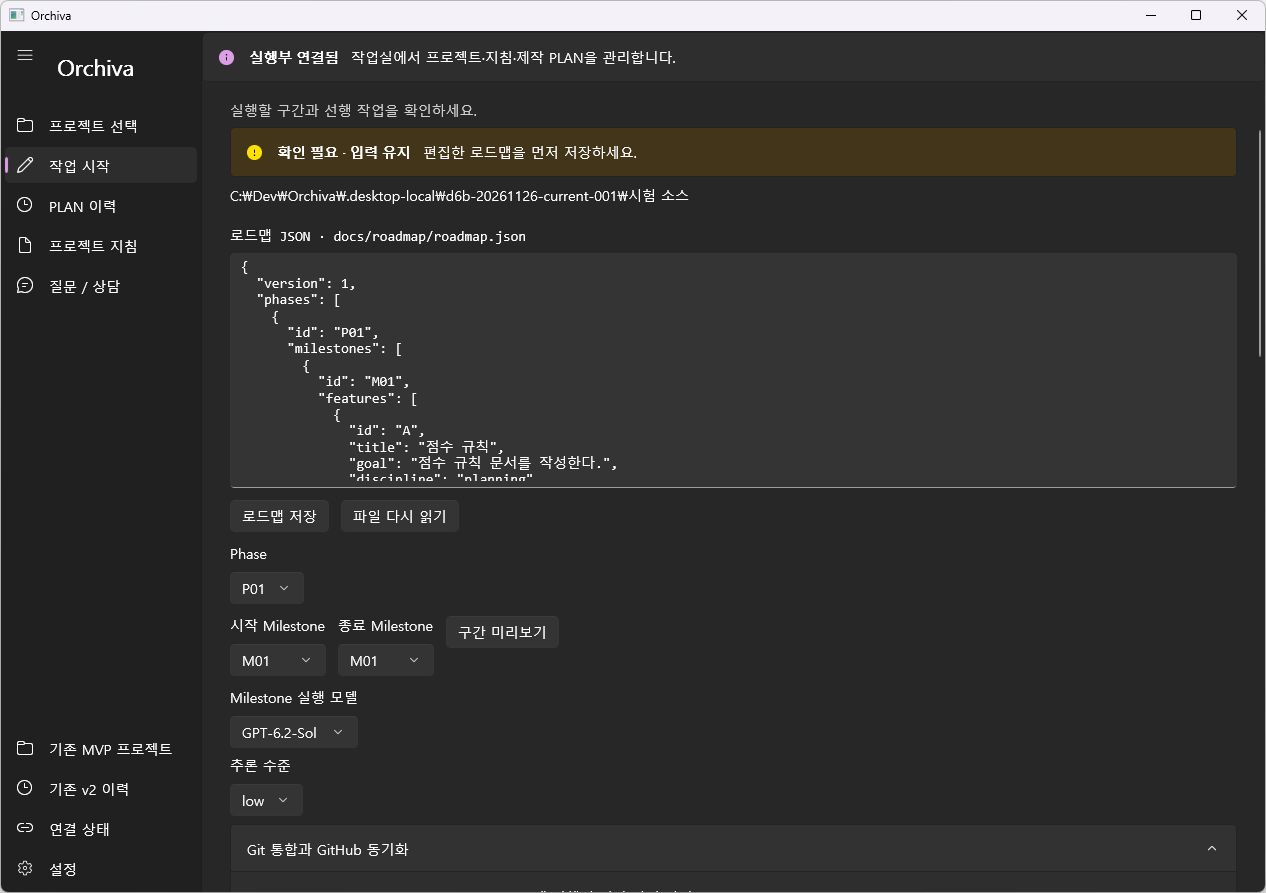 Orchiva
Orchiva
프로젝트 선택
작업 시작
PLAN 이력
프로젝트 지침
질문 / 상담
기존 MVP 프로젝트
기존 v2 이력
연결 상태
설정
실행부 연결됨 작업실에서 프로젝트·지침·제작 PLAN을 관리합니다.
실행할 구간과 선행 작업을 확인하세요.
확인 필요 · 입력 유지 편집한 로드맵을 먼저 저장하세요.
C:₩Dev₩Orchiva₩.desktop-local₩d6b-20261126-current-001₩시험 소스
로드맵 JSON · docs/roadmap/roadmap.json
{
"version": 1,
"phases": [
{
"id": "P01",
"milestones": [
{
"id": "M01",
"features": [
{
"id": "A",
"title": "점수 규칙",
"goal": "점수 규칙 문서를 작성한다.",
"discipline": "planning"
로드맵 저장 파일 다시 읽기
Phase
P01
시작 Milestone 종료 Milestone 구간 미리보기
M01 M01
Milestone 실행 모델
GPT-6.2-Sol
추론 수준
low
Git 통합과 GitHub 동기화